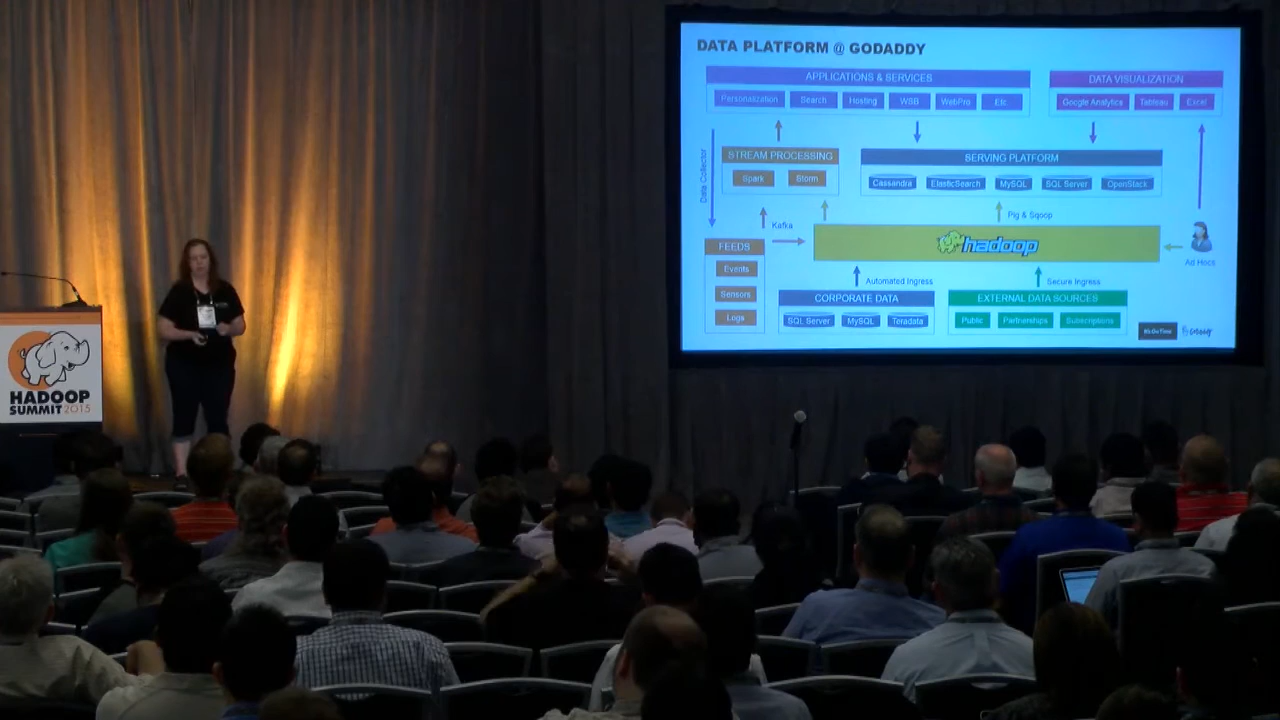 DATA PLATFORM @ GODADDY
APPLICATIONS & SERVICES
Personalization
Search
Hosting
WSB
WebPro
Etc.
DATA VISUALIZATION
Google Analytics
Tableau
Excel
Data Collector
STREAM PROCESSING
Spark
Storm
SERVING PLATFORM
Cassandra
ElasticSearch
MySQL
SQL Server
OpenStack
Kafka
Pig & Sqoop
hadoop
Ad Hocs
FEEDS
Events
Sensors
Logs
Automated Ingress
Secure Ingress
CORPORATE DATA
SQL Server
MySQL
Teradata
EXTERNAL DATA SOURCES
Public
Partnerships
Subscriptions
HADOOP
SUMMIT 2015